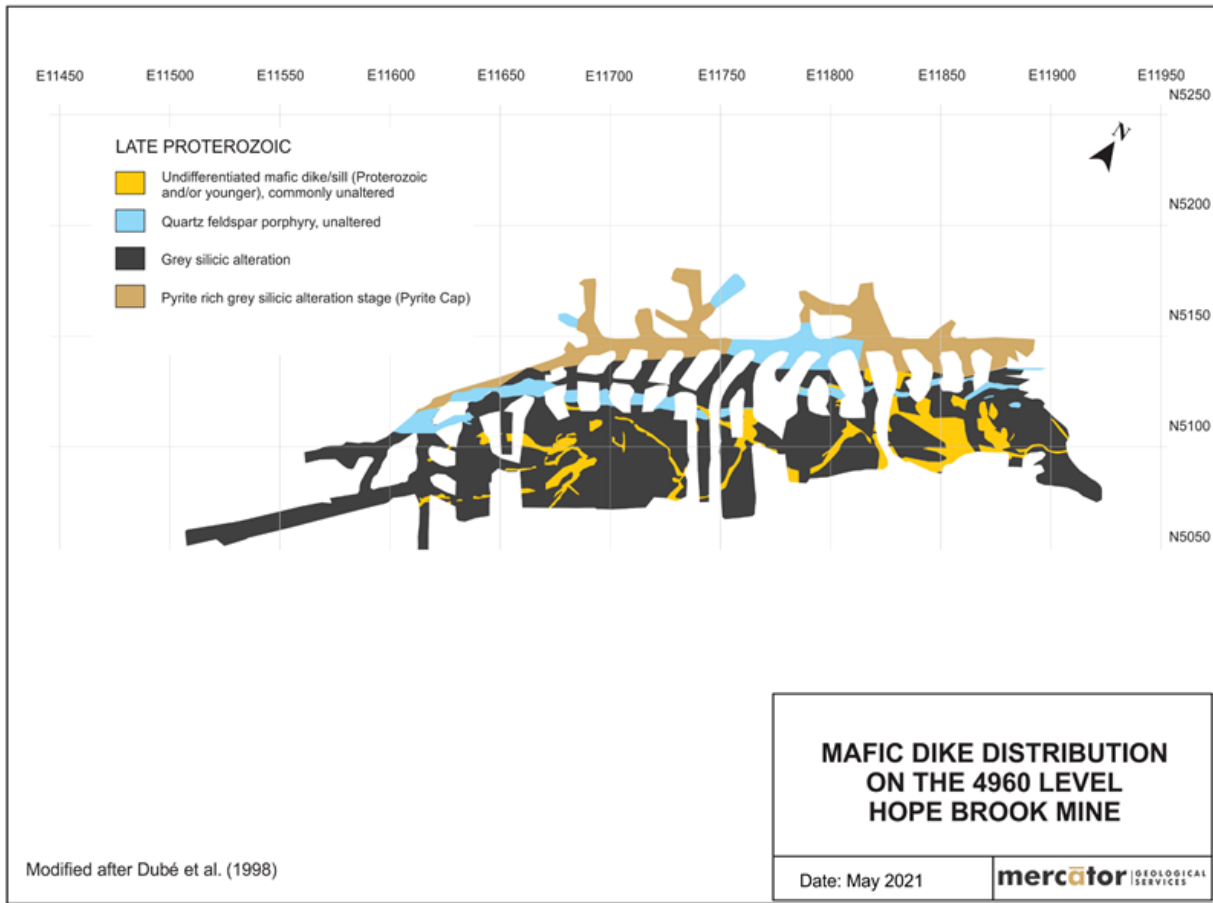 E11450 E11500 E11550 E11600 E11650 E11700 E11750 E11800 E11850 E11900 E11950
N5250
N
LATE PROTEROZOIC
Undifferentiated mafic dike/sill (Proterozoic
and/or younger), commonly unaltered
N5200
Quartz feldspar porphyry, unaltered
Grey silicic alteration
Pyrite rich grey silicic alteration stage (Pyrite Cap)
N5150
N5100
N5050
MAFIC DIKE DISTRIBUTION
ON THE 4960 LEVEL
HOPE BROOK MINE
Modified after Dubé et al. (1998)
Date: May 2021
mercātor GEOLOGICAL
SERVICES